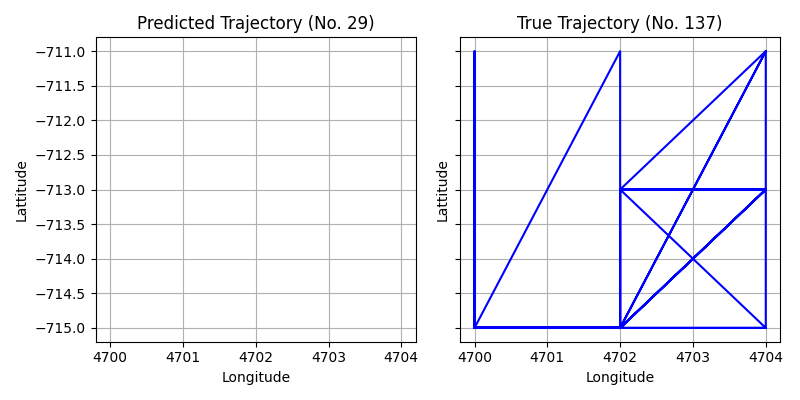 Predicted Trajectory (No. 29)
True Trajectory (No. 137)
−711.0
−711.5
−712.0
−712.5
−713.0
−713.5
−714.0
−714.5
−715.0
Lattitude
Lattitude
4700 4701 4702 4703 4704
4700 4701 4702 4703 4704
Longitude
Longitude